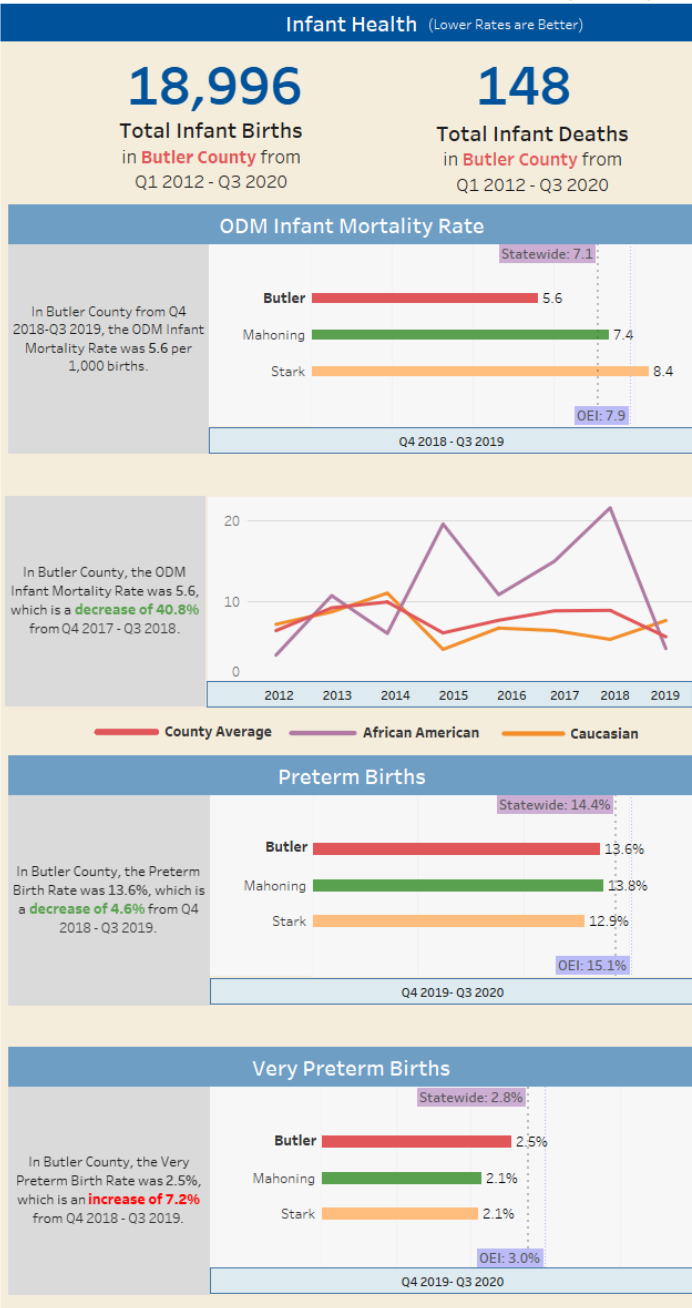 Infant Health (Lower Rates are Better)
18,996
Total Infant Births
in Butler County from
Q1 2012 - Q3 2020
148
Total Infant Deaths
in Butler County from
Q1 2012 - Q3 2020
ODM Infant Mortality Rate
In Butler County from Q4
2018-Q3 2019, the ODM Infant
Mortality Rate was 5.6 per
1,000 births.
Statewide: 7.1
Butler 5.6
Mahoning 7.4
Stark 8.4
OEI: 7.9
Q4 2018 - Q3 2019
In Butler County, the ODM
Infant Mortality Rate was 5.6,
which is a decrease of 40.8%
from Q4 2017 - Q3 2018.
20
10
0
2012 2013 2014 2015 2016 2017 2018 2019
County Average African American Caucasian
Preterm Births
In Butler County, the Preterm
Birth Rate was 13.6%, which is
a decrease of 4.6% from Q4
2018 - Q3 2019.
Statewide: 14.4%
Butler 13.6%
Mahoning 13.8%
Stark 12.9%
OEI: 15.1%
Q4 2019- Q3 2020
Very Preterm Births
In Butler County, the Very
Preterm Birth Rate was 2.5%,
which is an increase of 7.2%
from Q4 2018 - Q3 2019.
Statewide: 2.8%
Butler 2.5%
Mahoning 2.1%
Stark 2.1%
OEI: 3.0%
Q4 2019- Q3 2020